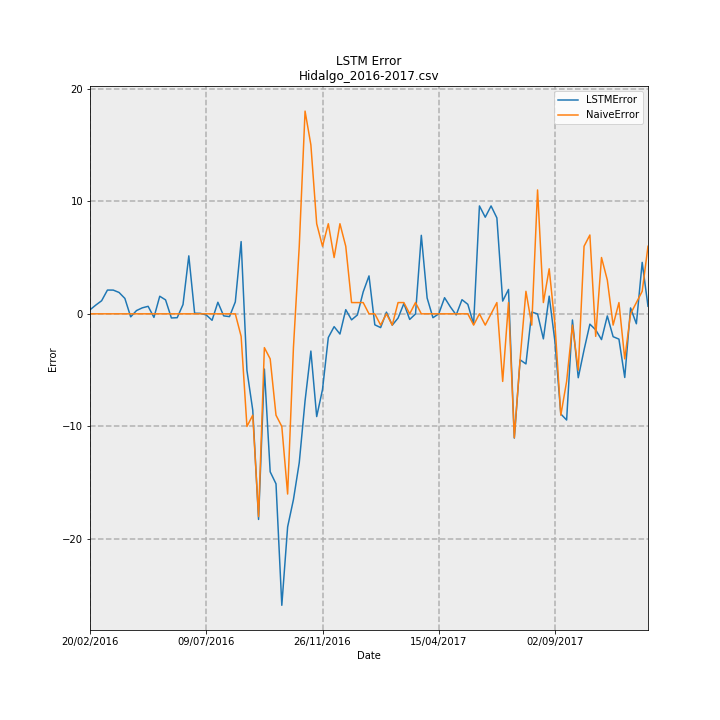 LSTM Error
Hidalgo_2016-2017.csv
LSTMError
NaiveError
20
10
0
−10
−20
Error
20/02/2016
09/07/2016
26/11/2016
15/04/2017
02/09/2017
Date